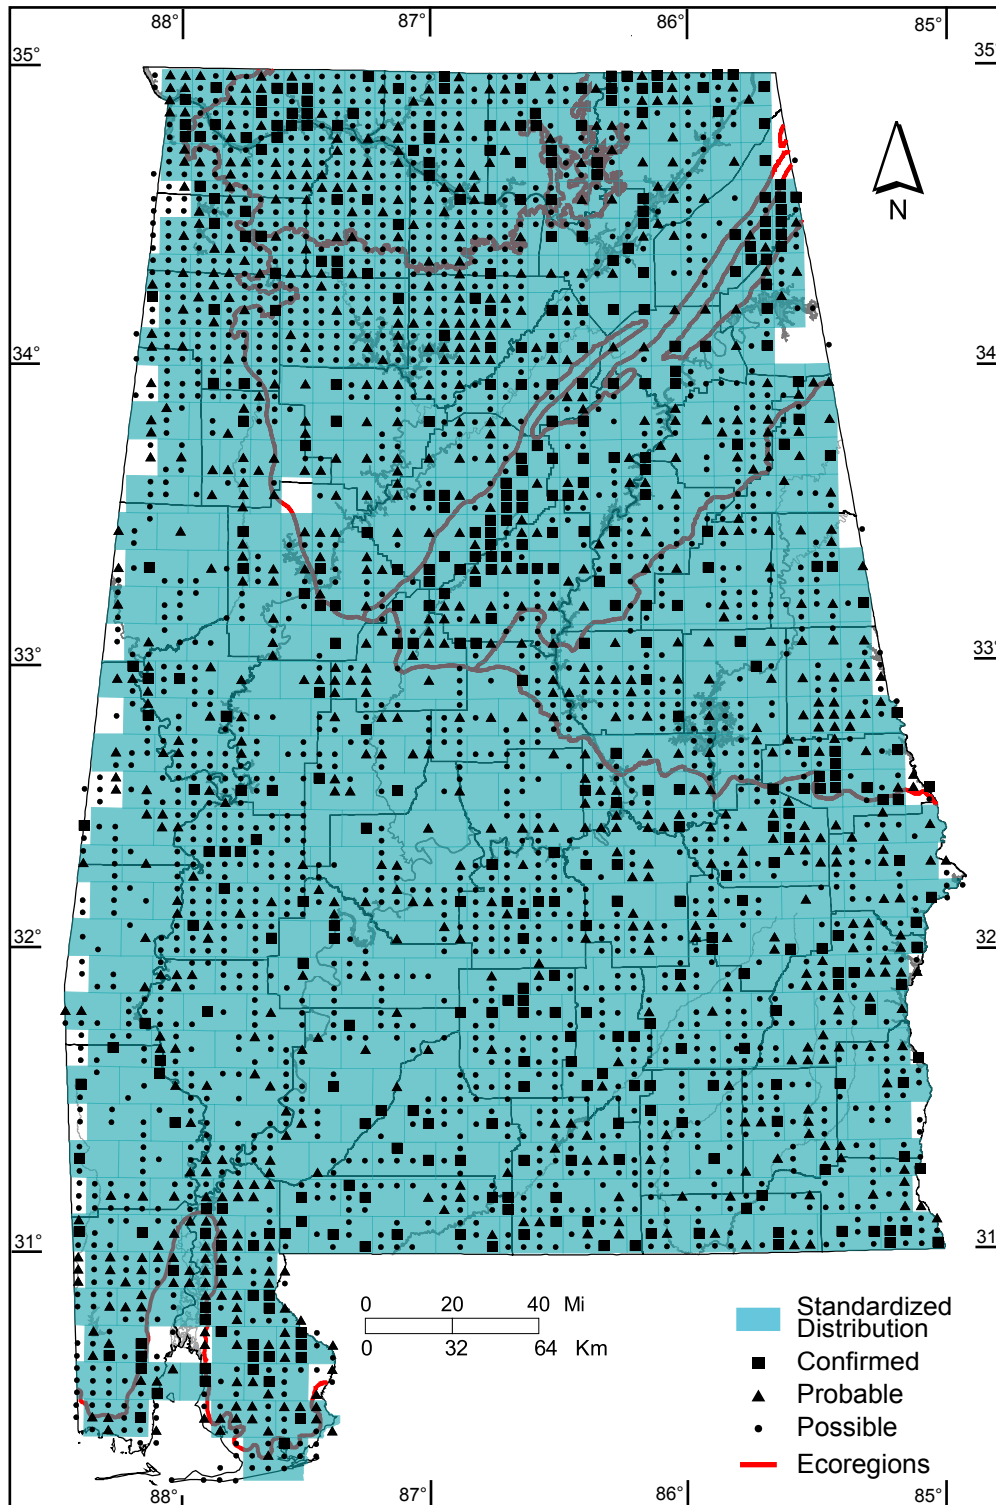 88° 87° 86° 85°
35° 35°
N
34° 34
33° 33°
32° 32
31° 31
0 20 40 Mi
0 32 64 Km
Standardized
Distribution
Confirmed
Probable
Possible
Ecoregions
88° 87° 86° 85°